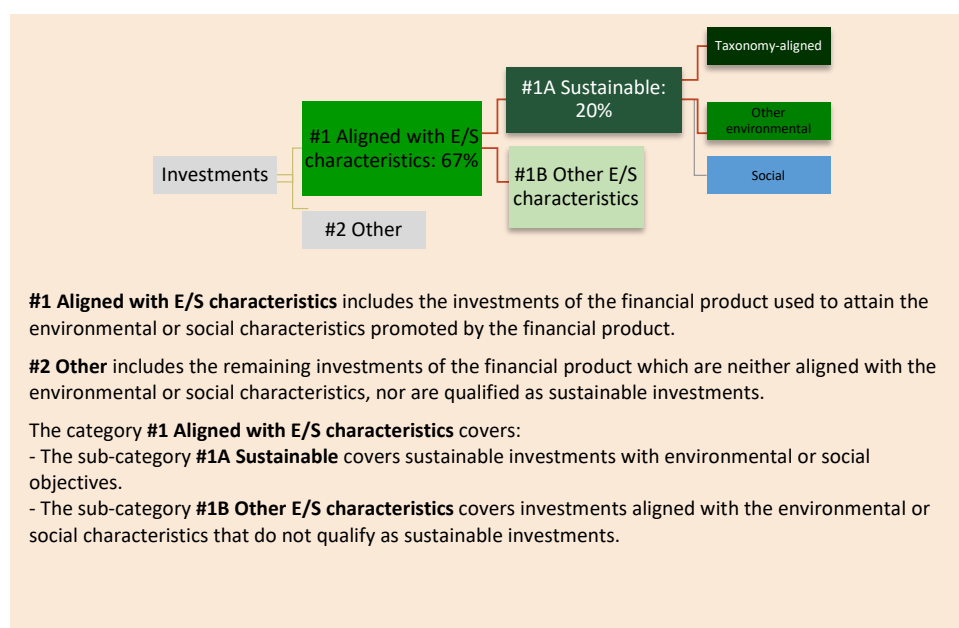 Taxonomy-aligned
#1A Sustainable:
20%
Other
environmental
#1 Aligned with E/S
characteristics: 67%
Investments
#1B Other E/S
characteristics
Social
#2 Other
#1 Aligned with E/S characteristics includes the investments of the financial product used to attain the
environmental or social characteristics promoted by the financial product.
#2 Other includes the remaining investments of the financial product which are neither aligned with the
environmental or social characteristics, nor are qualified as sustainable investments.
The category #1 Aligned with E/S characteristics covers:
- The sub-category #1A Sustainable covers sustainable investments with environmental or social
objectives.
- The sub-category #1B Other E/S characteristics covers investments aligned with the environmental or
social characteristics that do not qualify as sustainable investments.